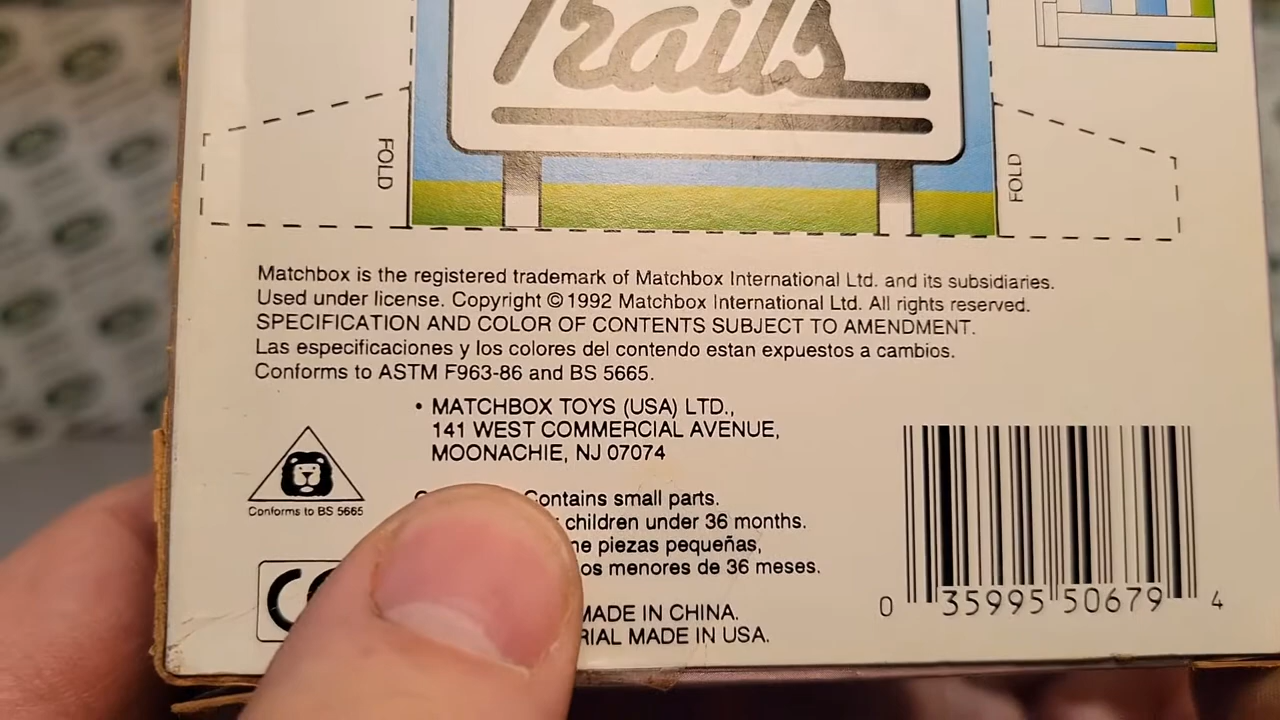 Trails
FOLD
FOLD
Matchbox is the registered trademark of Matchbox International Ltd. and its subsidiaries.
Used under license. Copyright © 1992 Matchbox International Ltd. All rights reserved.
SPECIFICATION AND COLOR OF CONTENTS SUBJECT TO AMENDMENT.
Las especificaciones y los colores del contendo estan expuestos a cambios.
Conforms to ASTM F963-86 and BS 5665.
• MATCHBOX TOYS (USA) LTD.,
141 WEST COMMERCIAL AVENUE,
MOONACHIE, NJ 07074
Conforms to BS 5665
Contains small parts.
children under 36 months.
piezas pequeñas,
menores de 36 meses.
MADE IN CHINA.
MADE IN USA.
0 35995 50679 4